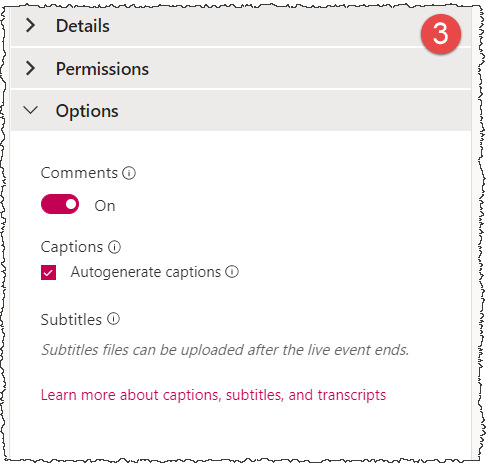 Details
3
Permissions
Options
Comments
On
Captions
Autogenerate captions
Subtitles
Subtitles files can be uploaded after the live event ends.
Learn more about captions, subtitles, and transcripts